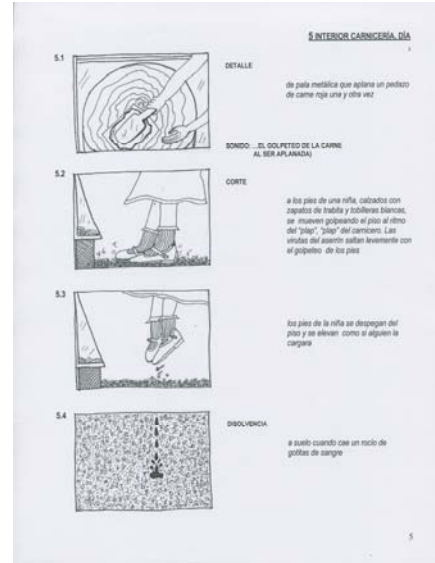 5 INTERIOR CARNICERÍA. DÍA
5.1
DETALLE
de pala metálica que aplana un pedazo
de carne roja una y otra vez
SONIDO: ...EL GOLPETEO DE LA CARNE
AL SER APLANADA)
5.2
CORTE
a los pies de una niña, calzados con
zapatos de trabita y tobilleras blancas,
se mueven golpeando el piso al ritmo
del "plap", "plap" del carnicero. Las
virutas del aserrín saltan levemente con
el golpeteo de los pies
5.3
los pies de la niña se despegan del
piso y se elevan como si alguien la
cargara
5.4
DISOLVENCIA
a suelo cuando cae un rocío de
gotitas de sangre
5